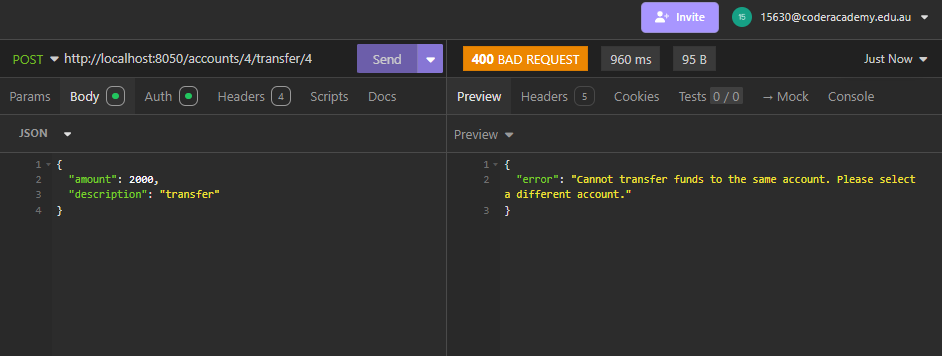 Invite
15 15630@coderacademy.edu.au
POST http://localhost:8050/accounts/4/transfer/4 Send
400 BAD REQUEST 960 ms 95 B Just Now
Params Body Auth Headers 4 Scripts Docs
Preview Headers 5 Cookies Tests 0 / 0 → Mock Console
JSON
Preview
1 {
2 "amount": 2000,
3 "description": "transfer"
4 }
1 {
2 "error": "Cannot transfer funds to the same account. Please select
a different account."
3 }